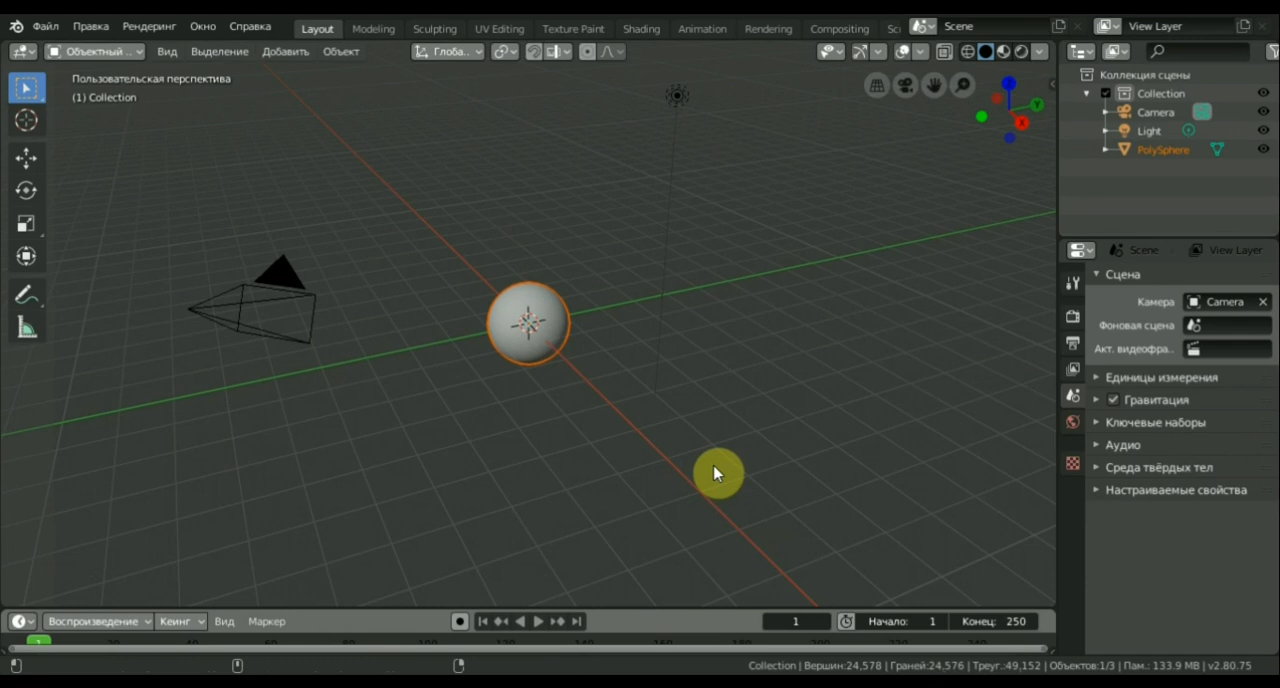 Файл Правка Рендеринг Окно Справка Layout Modeling Sculpting UV Editing Texture Paint Shading Animation Rendering Compositing Sc Scene View Layer
Объектный .. Вид Выделение Добавить Объект Глоба..
Пользовательская перспектива
(1) Collection
X
Y
Коллекция сцены
Collection
Camera
Light
PolySphere
Scene View Layer
Сцена
Камера Camera
Фоновая сцена
Акт. видеофра..
Единицы измерения
Гравитация
Ключевые наборы
Аудио
Среда твёрдых тел
Настраиваемые свойства
Воспроизведение Кеинг Вид Маркер 1 Начало: 1 Конец: 250
1
Collection | Вершин:24,578 | Граней:24,576 | Треуг.:49,152 | Объектов:1/3 | Пам.: 133.9 MB | v2.80.75